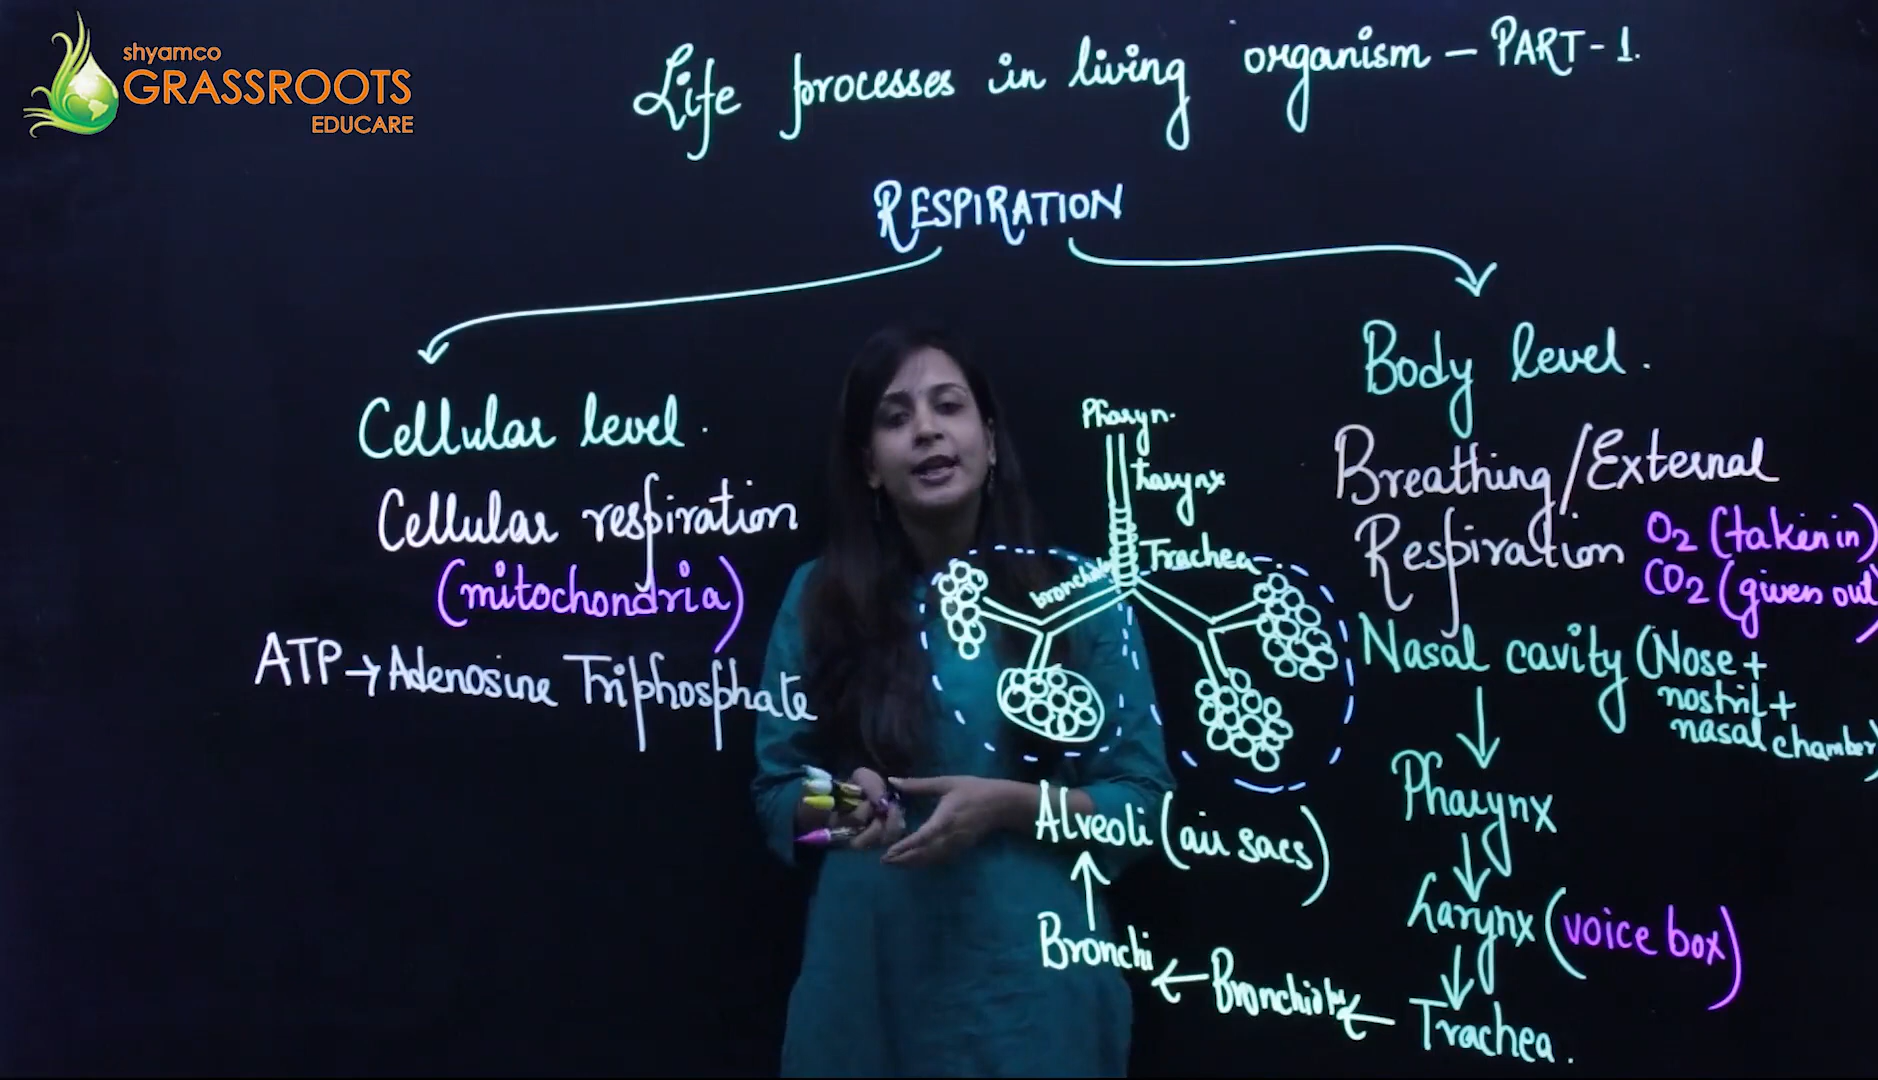 shyamco
GRASSROOTS
EDUCARE
Life processes in living organism - PART-1.
RESPIRATION
Cellular level.
Cellular respiration
(mitochondria)
ATP → Adenosine Triphosphate
Pharyn.
Larynx
Trachea
Body level.
Breathing/External
Respiration O2 (taken in)
CO2 (given out)
Nasal cavity (Nose +
nostril +
nasal chamber)
Pharynx
Larynx (voice box)
Trachea.
Bronchi
Alveoli (air sacs)